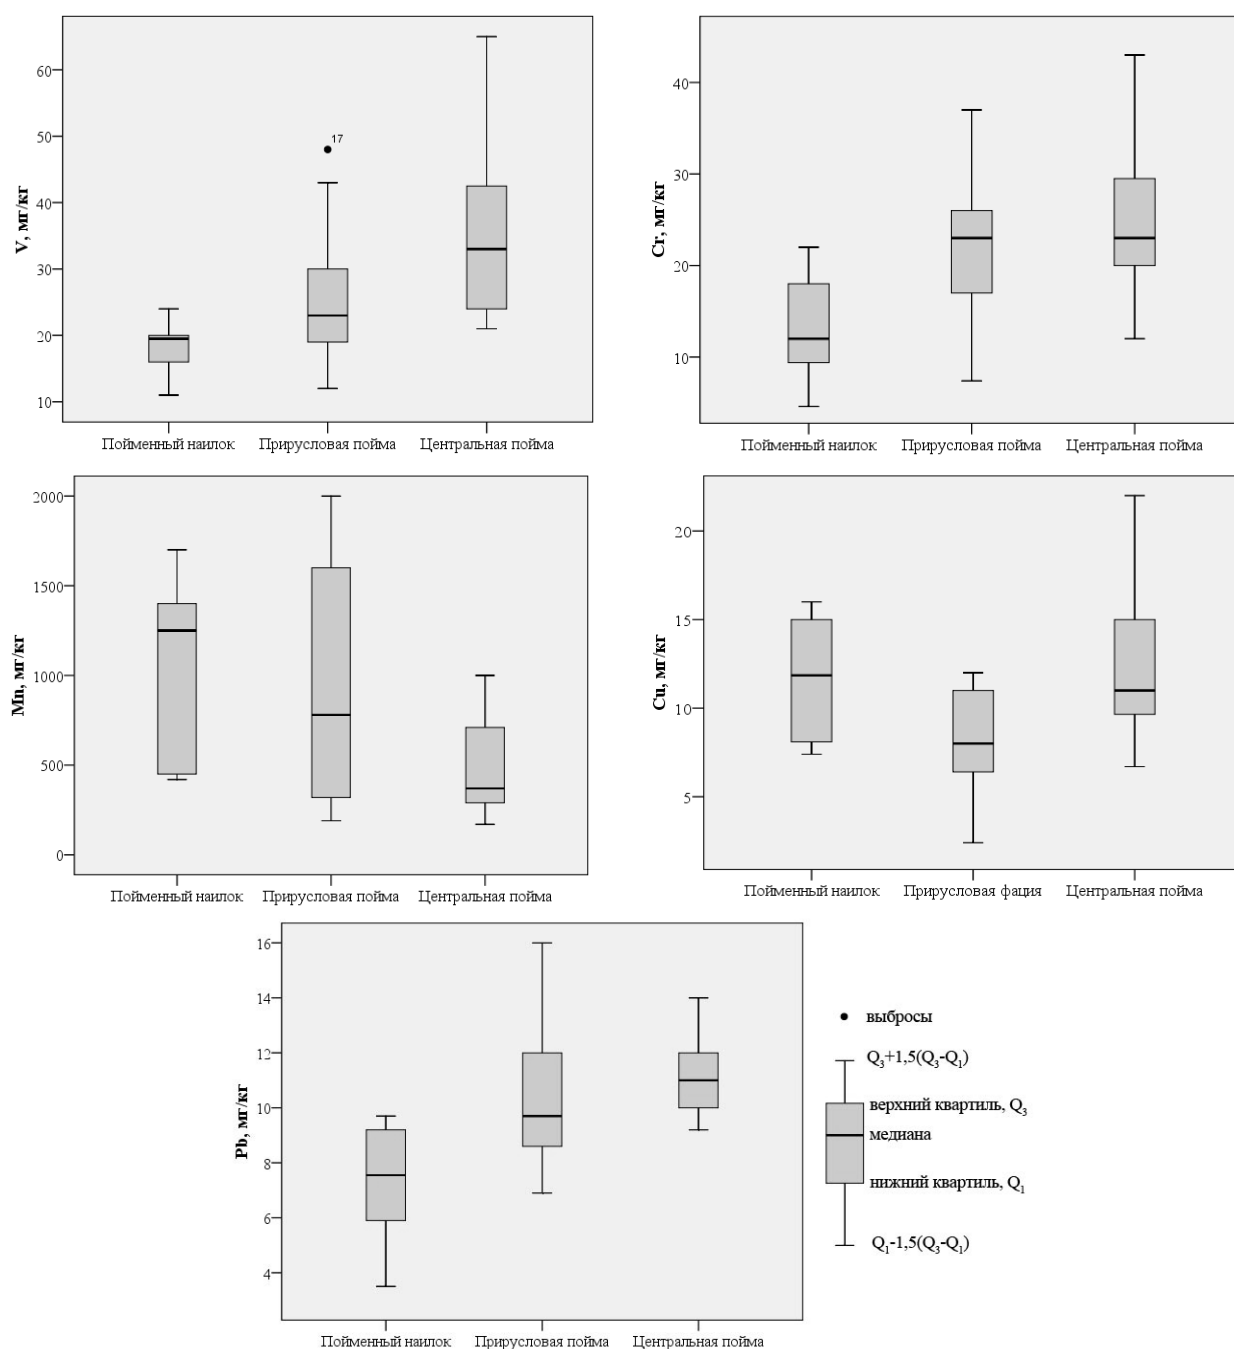 V, мг/кг
60
50
40
30
20
10
17
Пойменный наилок Прирусловая пойма Центральная пойма
Cr, мг/кг
40
30
20
10
Пойменный наилок Прирусловая пойма Центральная пойма
Mn, мг/кг
2000
1500
1000
500
0
Пойменный наилок Прирусловая пойма Центральная пойма
Cu, мг/кг
20
15
10
5
Пойменный наилок Прирусловая фация Центральная пойма
Pb, мг/кг
16
14
12
10
8
6
4
Пойменный наилок Прирусловая пойма Центральная пойма
выбросы
Q₃+1,5(Q₃-Q₁)
верхний квартиль, Q₃
медиана
нижний квартиль, Q₁
Q₁-1,5(Q₃-Q₁)